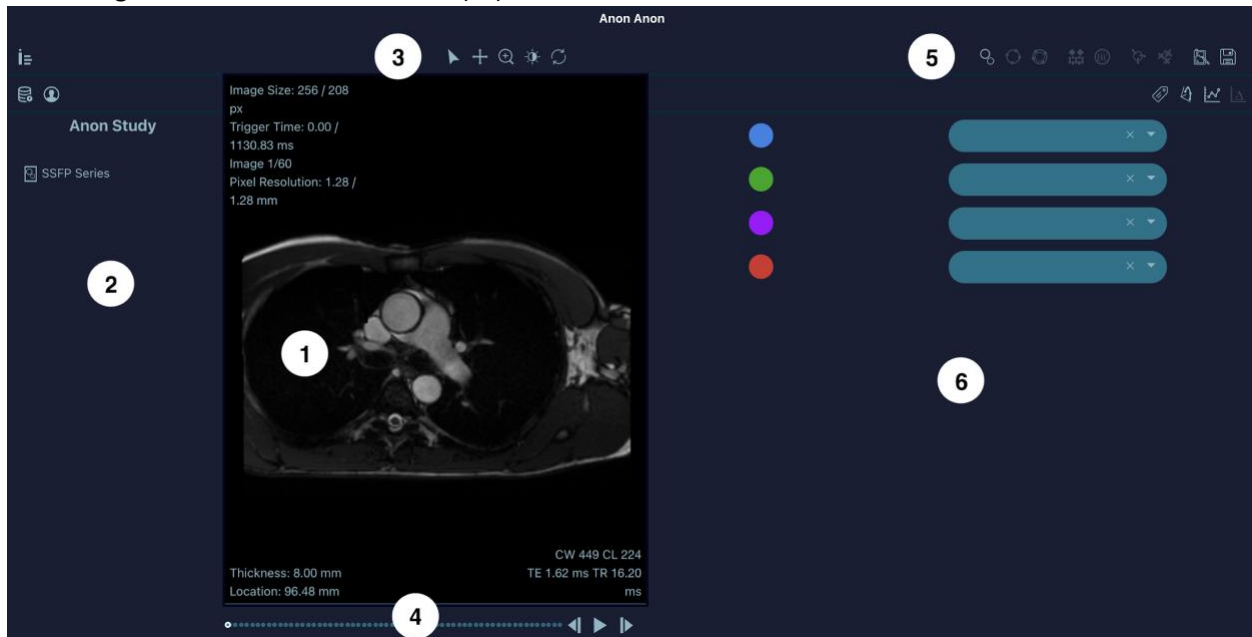 Anon Anon
3
5
Image Size: 256 / 208
px
Trigger Time: 0.00 /
1130.83 ms
Image 1/60
Pixel Resolution: 1.28 /
1.28 mm
Anon Study
SSFP Series
2
1
6
CW 449 CL 224
Thickness: 8.00 mm
TE 1.62 ms TR 16.20
Location: 96.48 mm
ms
4